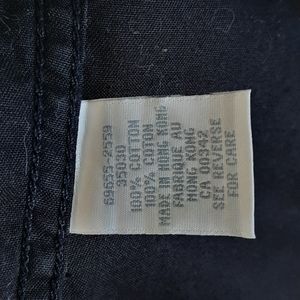 69655-2559
35030
100% COTTON
100% COTON
MADE IN HONG KONG
FABRIQUE AU
HONG KONG
CA 00342
SEE REVERSE
FOR CARE